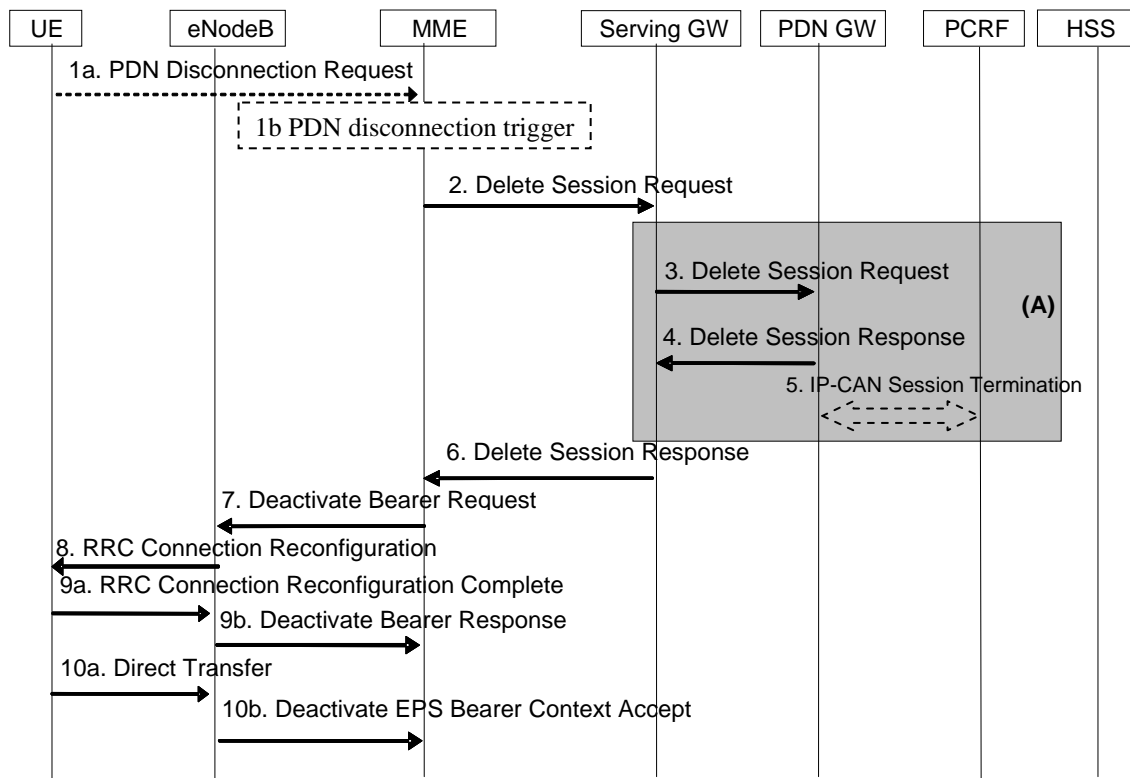 UE
eNodeB
MME
Serving GW
PDN GW
PCRF
HSS
1a. PDN Disconnection Request
1b PDN disconnection trigger
2. Delete Session Request
3. Delete Session Request
(A)
4. Delete Session Response
5. IP-CAN Session Termination
6. Delete Session Response
7. Deactivate Bearer Request
8. RRC Connection Reconfiguration
9a. RRC Connection Reconfiguration Complete
9b. Deactivate Bearer Response
10a. Direct Transfer
10b. Deactivate EPS Bearer Context Accept